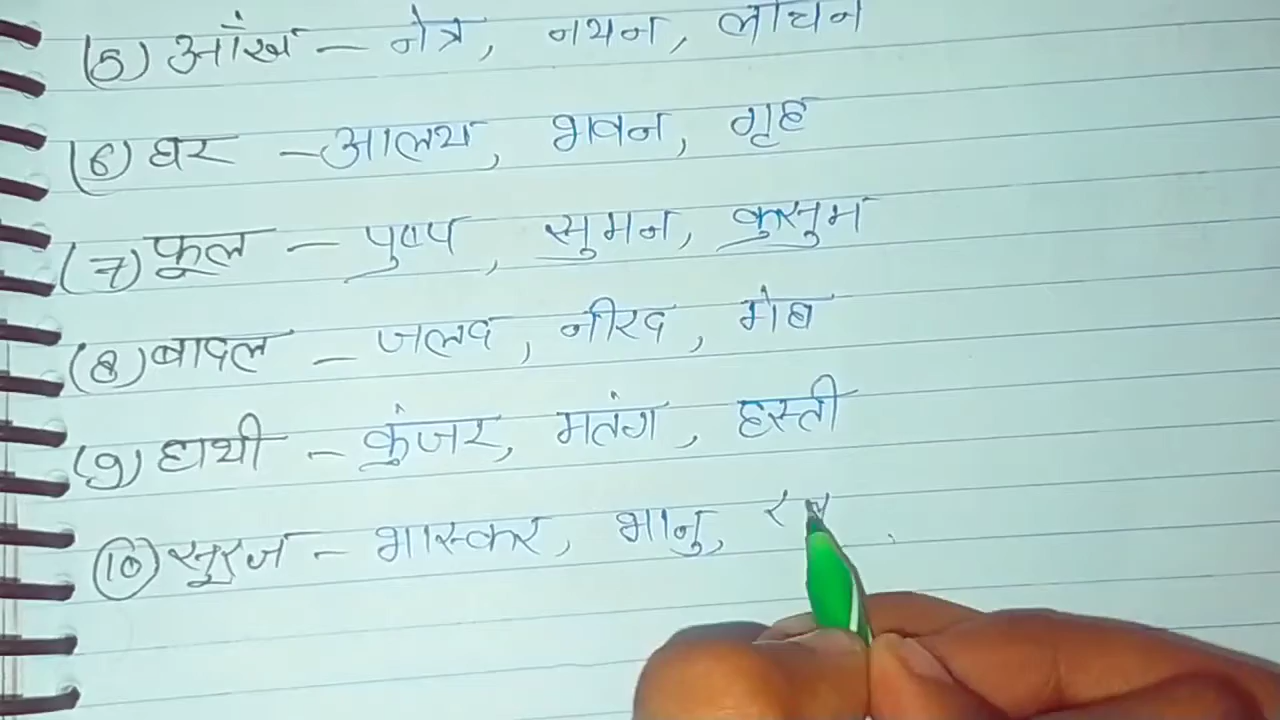 (5) आँख – नेत्र, नयन, लोचन
(6) घर – आलय, भवन, गृह
(7) फूल – पुष्प, सुमन, कुसुम
(8) बादल – जलद, नीरद, मेघ
(9) हाथी – कुंजर, मतंग, हस्ती
(10) सूरज – भास्कर, भानु,